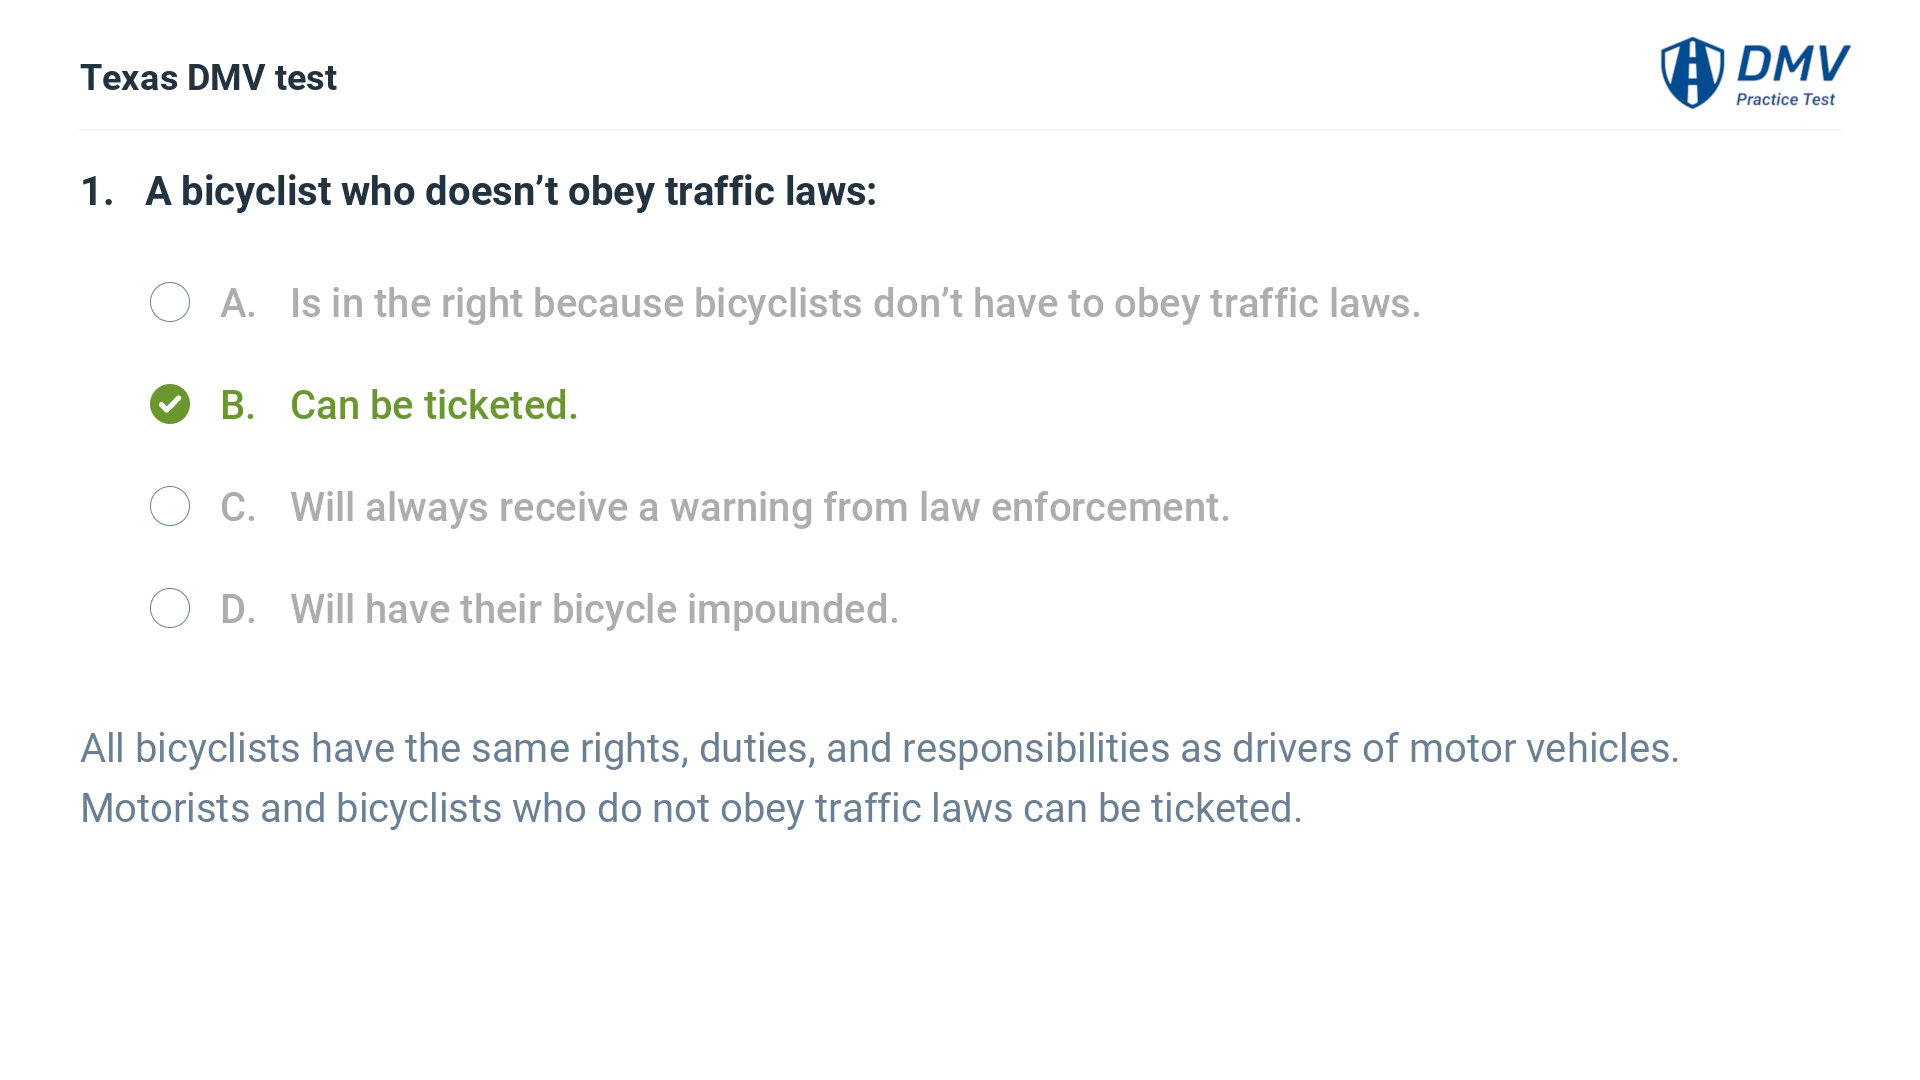 Texas DMV test
DMV
Practice Test
1. A bicyclist who doesn’t obey traffic laws:
A. Is in the right because bicyclists don’t have to obey traffic laws.
B. Can be ticketed.
C. Will always receive a warning from law enforcement.
D. Will have their bicycle impounded.
All bicyclists have the same rights, duties, and responsibilities as drivers of motor vehicles.
Motorists and bicyclists who do not obey traffic laws can be ticketed.